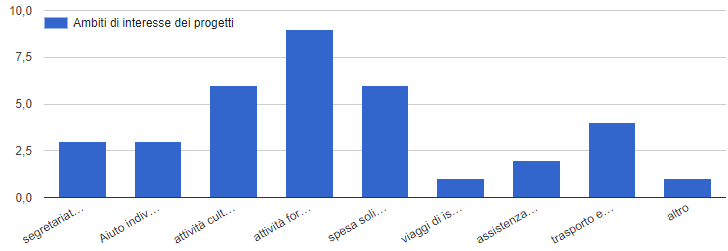 10,0
Ambiti di interesse dei progetti
7,5
5,0
2,5
0,0
segretariat…
Aiuto indiv…
attività cult…
attività for…
spesa soli…
viaggi di is…
assistenza…
trasporto e…
altro